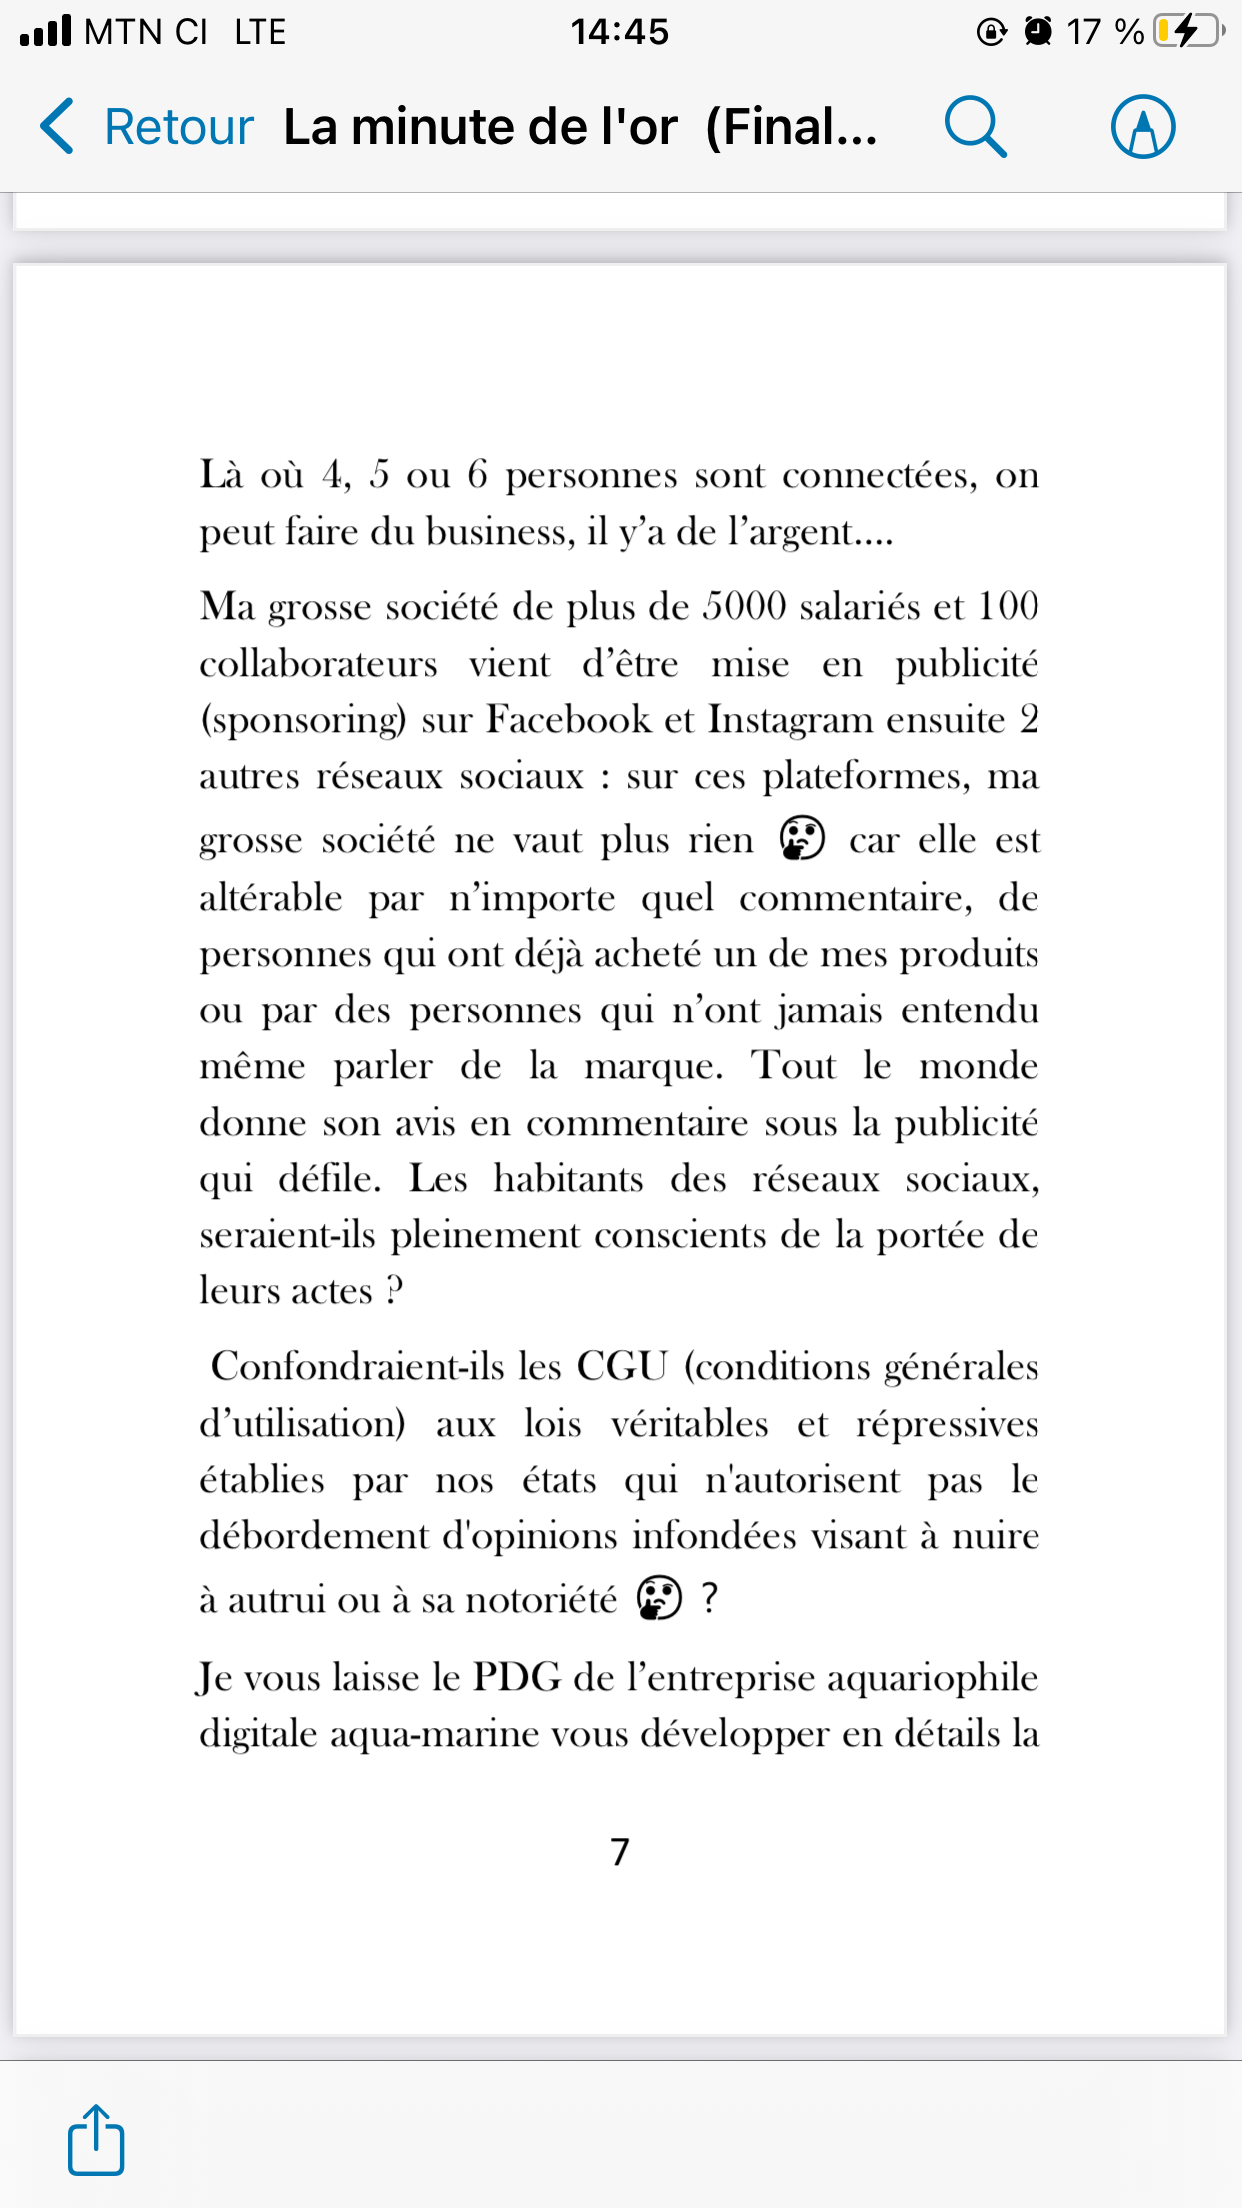 MTN CI LTE 14:45 17 %
Retour La minute de l'or (Final...
Là où 4, 5 ou 6 personnes sont connectées, on
peut faire du business, il y’a de l’argent....
Ma grosse société de plus de 5000 salariés et 100
collaborateurs vient d’être mise en publicité
(sponsoring) sur Facebook et Instagram ensuite 2
autres réseaux sociaux : sur ces plateformes, ma
grosse société ne vaut plus rien 🤔 car elle est
altérable par n’importe quel commentaire, de
personnes qui ont déjà acheté un de mes produits
ou par des personnes qui n’ont jamais entendu
même parler de la marque. Tout le monde
donne son avis en commentaire sous la publicité
qui défile. Les habitants des réseaux sociaux,
seraient-ils pleinement conscients de la portée de
leurs actes ?
Confondraient-ils les CGU (conditions générales
d’utilisation) aux lois véritables et répressives
établies par nos états qui n'autorisent pas le
débordement d'opinions infondées visant à nuire
à autrui ou à sa notoriété 🤔 ?
Je vous laisse le PDG de l’entreprise aquariophile
digitale aqua-marine vous développer en détails la
7